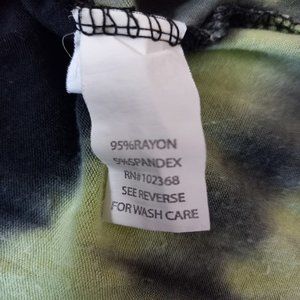 95%RAYON
5%SPANDEX
RN#102368
SEE REVERSE
FOR WASH CARE